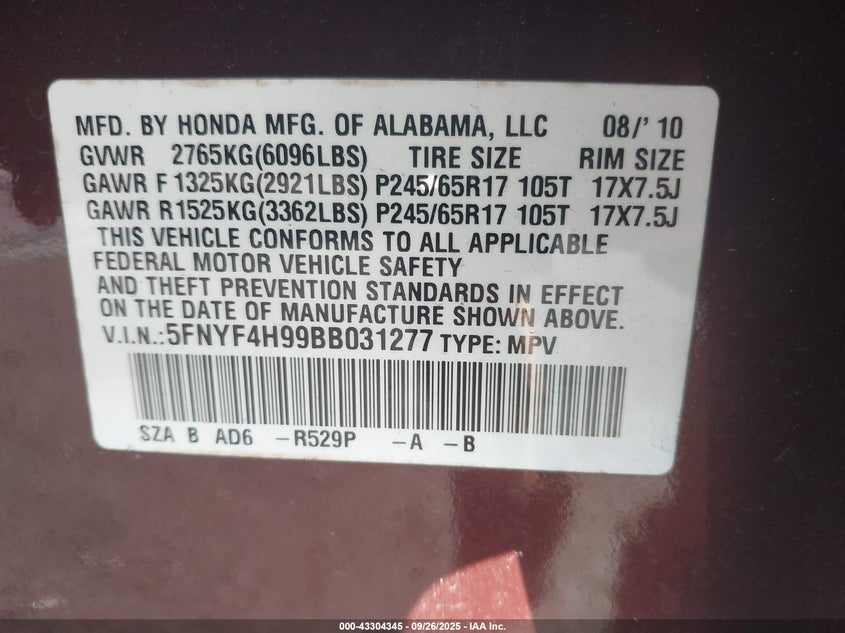 MFD. BY HONDA MFG. OF ALABAMA, LLC 08/' 10
GVWR 2765KG(6096LBS) TIRE SIZE RIM SIZE
GAWR F 1325KG(2921LBS) P245/65R17 105T 17X7.5J
GAWR R 1525KG(3362LBS) P245/65R17 105T 17X7.5J
THIS VEHICLE CONFORMS TO ALL APPLICABLE
FEDERAL MOTOR VEHICLE SAFETY
AND THEFT PREVENTION STANDARDS IN EFFECT
ON THE DATE OF MANUFACTURE SHOWN ABOVE.
V.I.N.:5FNYF4H99BB031277 TYPE: MPV
SZA B AD6 -R529P -A -B
000-43304345 - 09/26/2025 - IAA Inc.